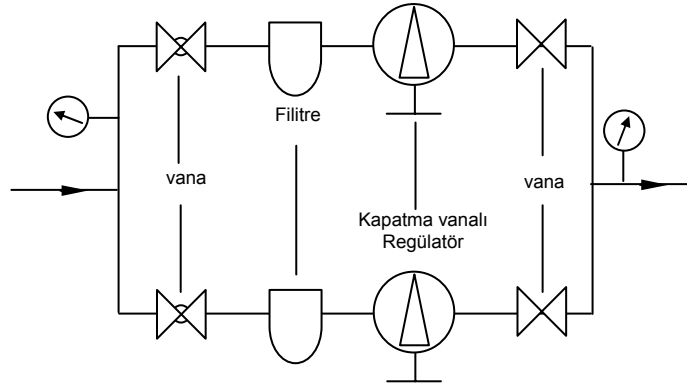 Filitre
vana
vana
Kapatma vanalı
Regülatör